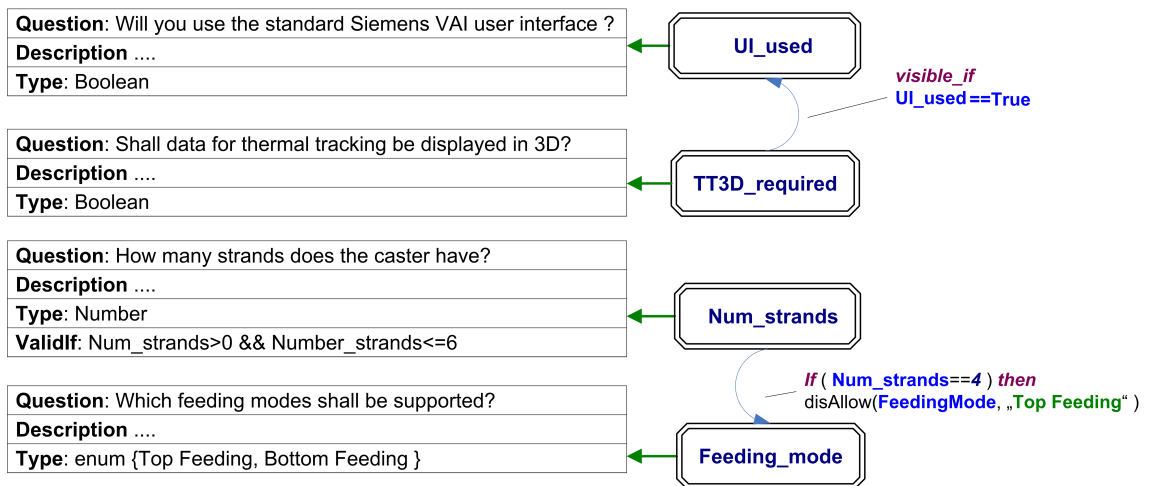 Question: Will you use the standard Siemens VAI user interface ?
Description ....
Type: Boolean
UI_used
visible_if
UI_used==True
Question: Shall data for thermal tracking be displayed in 3D?
Description ....
Type: Boolean
TT3D_required
Question: How many strands does the caster have?
Description ....
Type: Number
ValidIf: Num_strands>0 && Number_strands<=6
Num_strands
If ( Num_strands==4 ) then
disAllow(FeedingMode, „Top Feeding“ )
Question: Which feeding modes shall be supported?
Description ....
Type: enum {Top Feeding, Bottom Feeding }
Feeding_mode